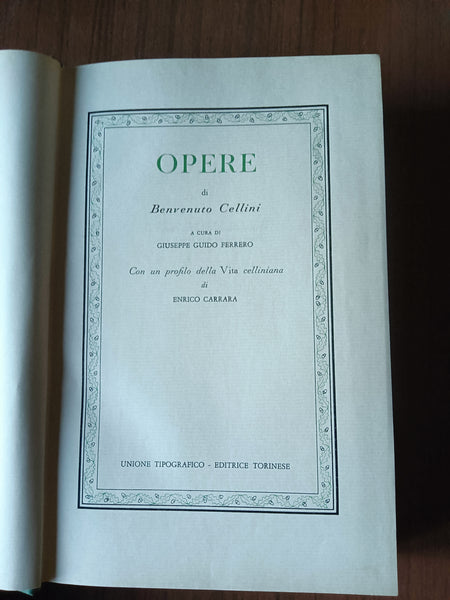 OPERE
di
Benvenuto Cellini
A CURA DI
GIUSEPPE GUIDO FERRERO
Con un profilo della Vita celliniana
di
ENRICO CARRARA
UNIONE TIPOGRAFICO - EDITRICE TORINESE